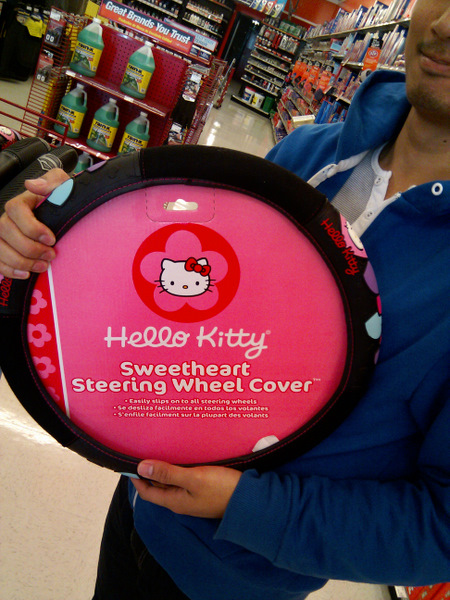 Great Brands You Trust
Hello Kitty
Hello Kitty®
Sweetheart
Steering Wheel Cover™
• Easily slips on to all steering wheels
• Se desliza facilmente en todos los volantes
• S'enfile facilement sur la plupart des volants